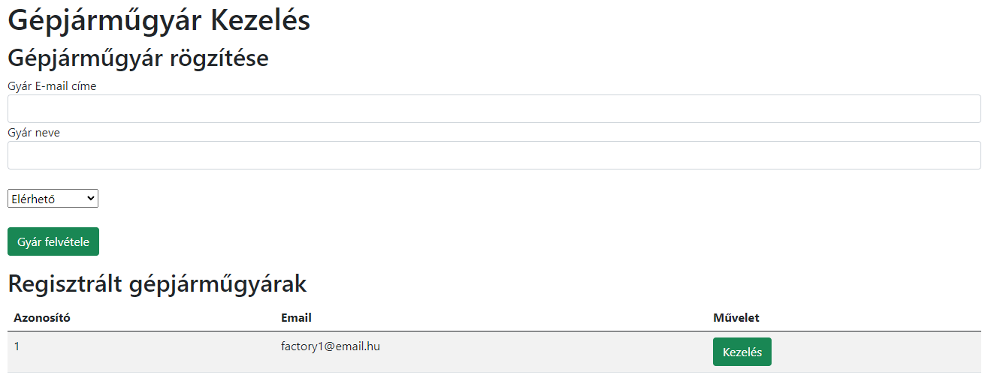 Gépjárműgyár Kezelés
Gépjárműgyár rögzítése
Gyár E-mail címe
Gyár neve
Elérhető
Gyár felvétele
Regisztrált gépjárműgyárak
Azonosító Email Művelet
1 factory1@email.hu Kezelés